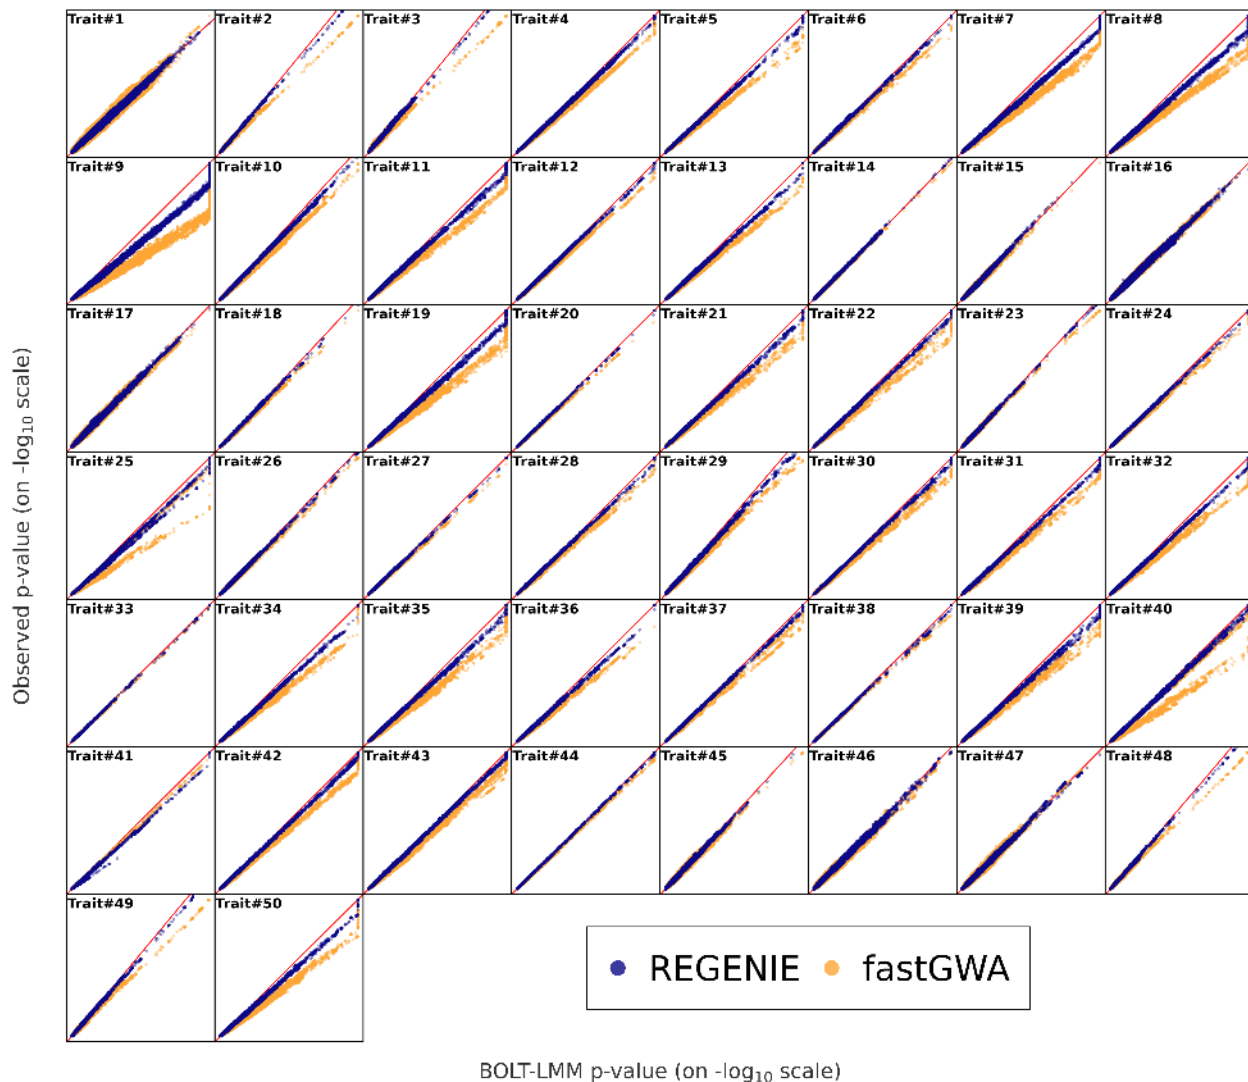 Trait#1
Trait#2
Trait#3
Trait#4
Trait#5
Trait#6
Trait#7
Trait#8
Trait#9
Trait#10
Trait#11
Trait#12
Trait#13
Trait#14
Trait#15
Trait#16
Trait#17
Trait#18
Trait#19
Trait#20
Trait#21
Trait#22
Trait#23
Trait#24
Trait#25
Trait#26
Trait#27
Trait#28
Trait#29
Trait#30
Trait#31
Trait#32
Trait#33
Trait#34
Trait#35
Trait#36
Trait#37
Trait#38
Trait#39
Trait#40
Trait#41
Trait#42
Trait#43
Trait#44
Trait#45
Trait#46
Trait#47
Trait#48
Trait#49
Trait#50
REGENIE
fastGWA
Observed p-value (on -log₁₀ scale)
BOLT-LMM p-value (on -log₁₀ scale)